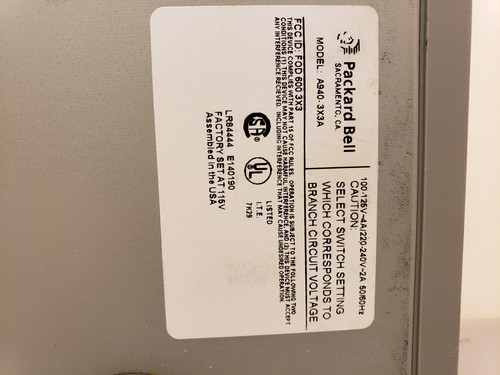 Packard Bell
SACRAMENTO, CA
MODEL: A940-3X3A
100-125V~4A/220-240V~2A 50/60Hz
CAUTION:
SELECT SWITCH SETTING
WHICH CORRESPONDS TO
BRANCH CIRCUIT VOLTAGE
FCC ID: FOD 600 3X3
THIS DEVICE COMPLIES WITH PART 15 OF FCC RULES. OPERATION IS SUBJECT TO THE FOLLOWING TWO
CONDITIONS (1) THIS DEVICE MAY NOT CAUSE HARMFUL INTERFERENCE, AND (2) THIS DEVICE MUST ACCEPT
ANY INTERFERENCE RECIEVED, INCLUDING INTERFERENCE THAT MAY CAUSE UNDESIRED OPERATION.
SA
UL
LISTED
I.T.E.
7K29
LR84444 E140190
FACTORY SET AT 115V
Assembled in the USA